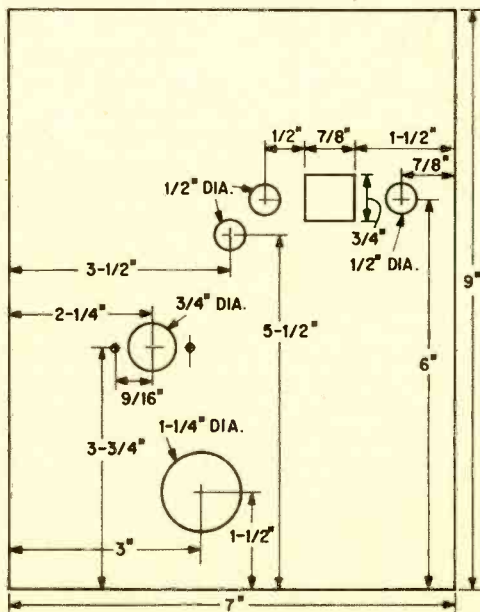 1/2" 7/8" 1-1/2"
7/8"
1/2" DIA.
3/4"
1/2" DIA.
3-1/2"
9"
2-1/4"
3/4" DIA.
5-1/2"
6"
9/16"
1-1/4" DIA.
3-3/4"
1-1/2"
3"
7"